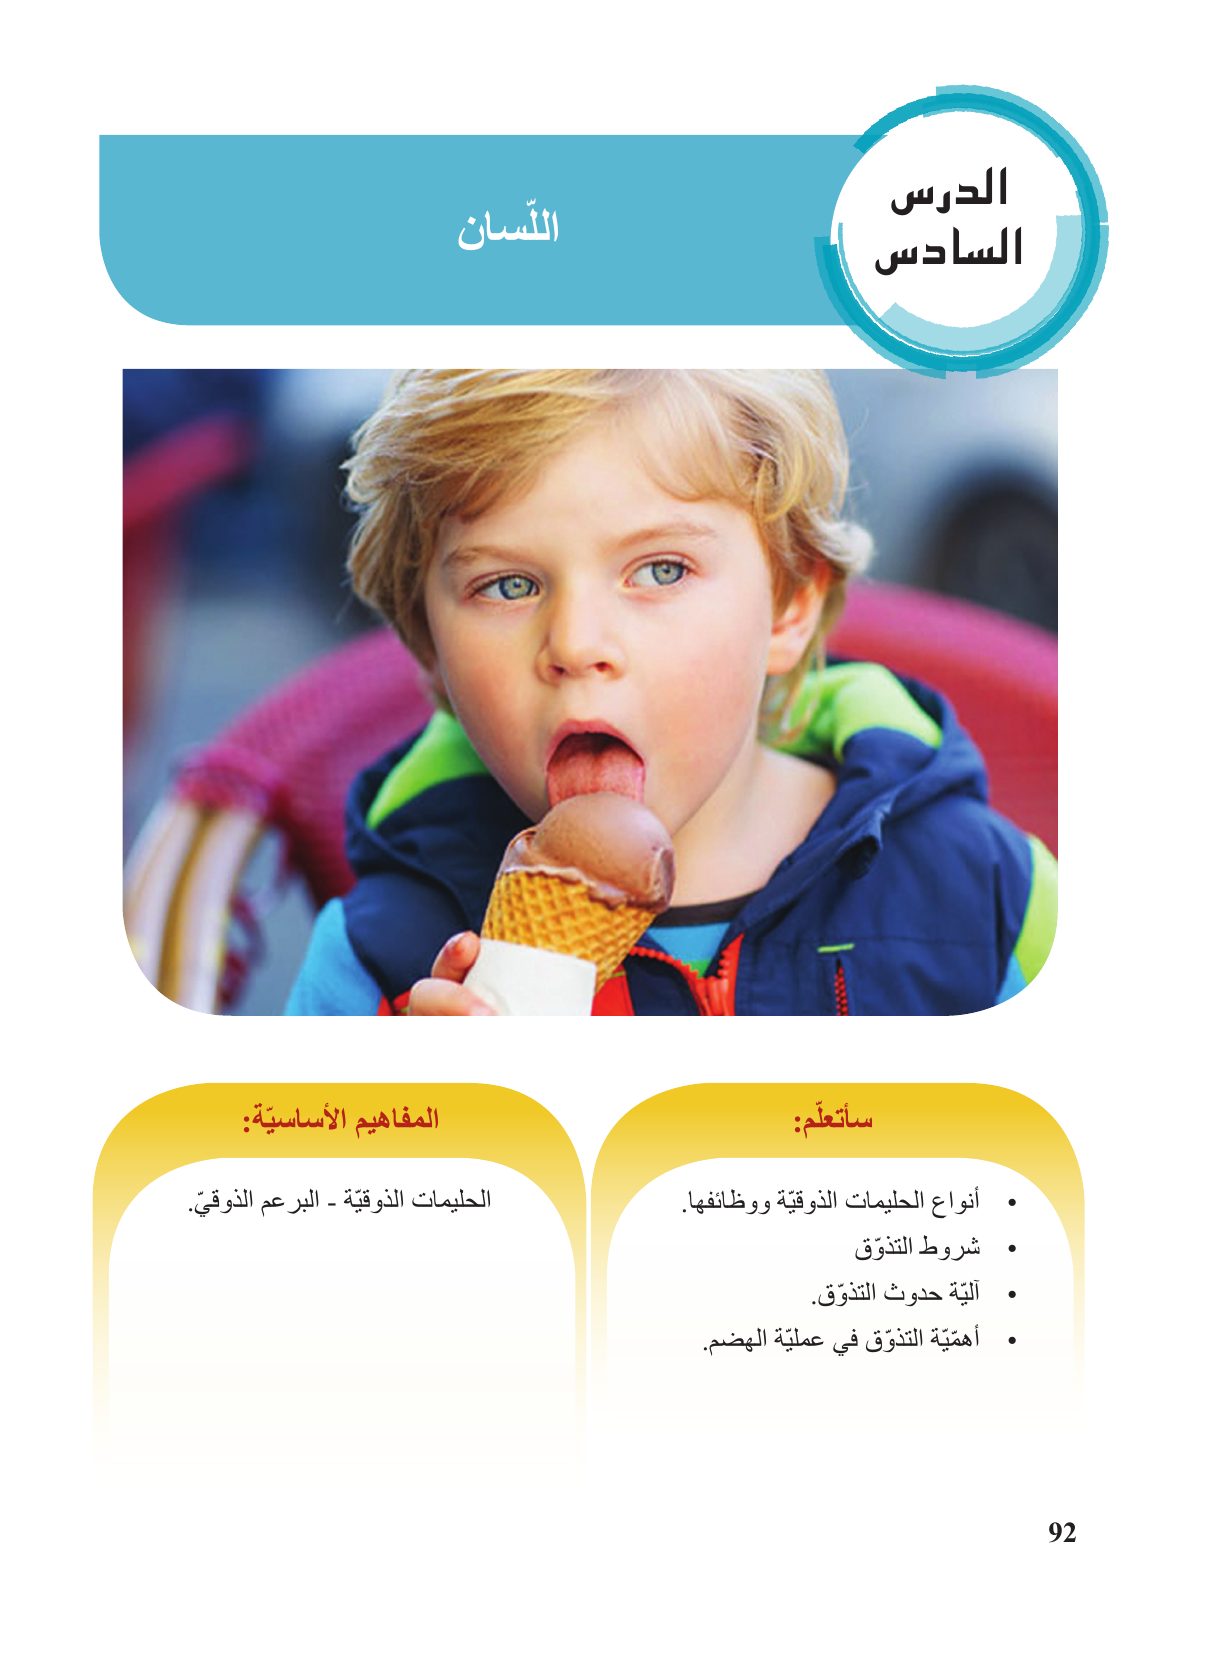 الدرس
السادس
اللّسان
سأتعلّم:
• أنواع الحليمات الذوقيّة ووظائفها.
• شروط التذوّق
• آليّة حدوث التذوّق.
• أهمّيّة التذوّق في عمليّة الهضم.
المفاهيم الأساسيّة:
الحليمات الذوقيّة - البرعم الذوقيّ.
92